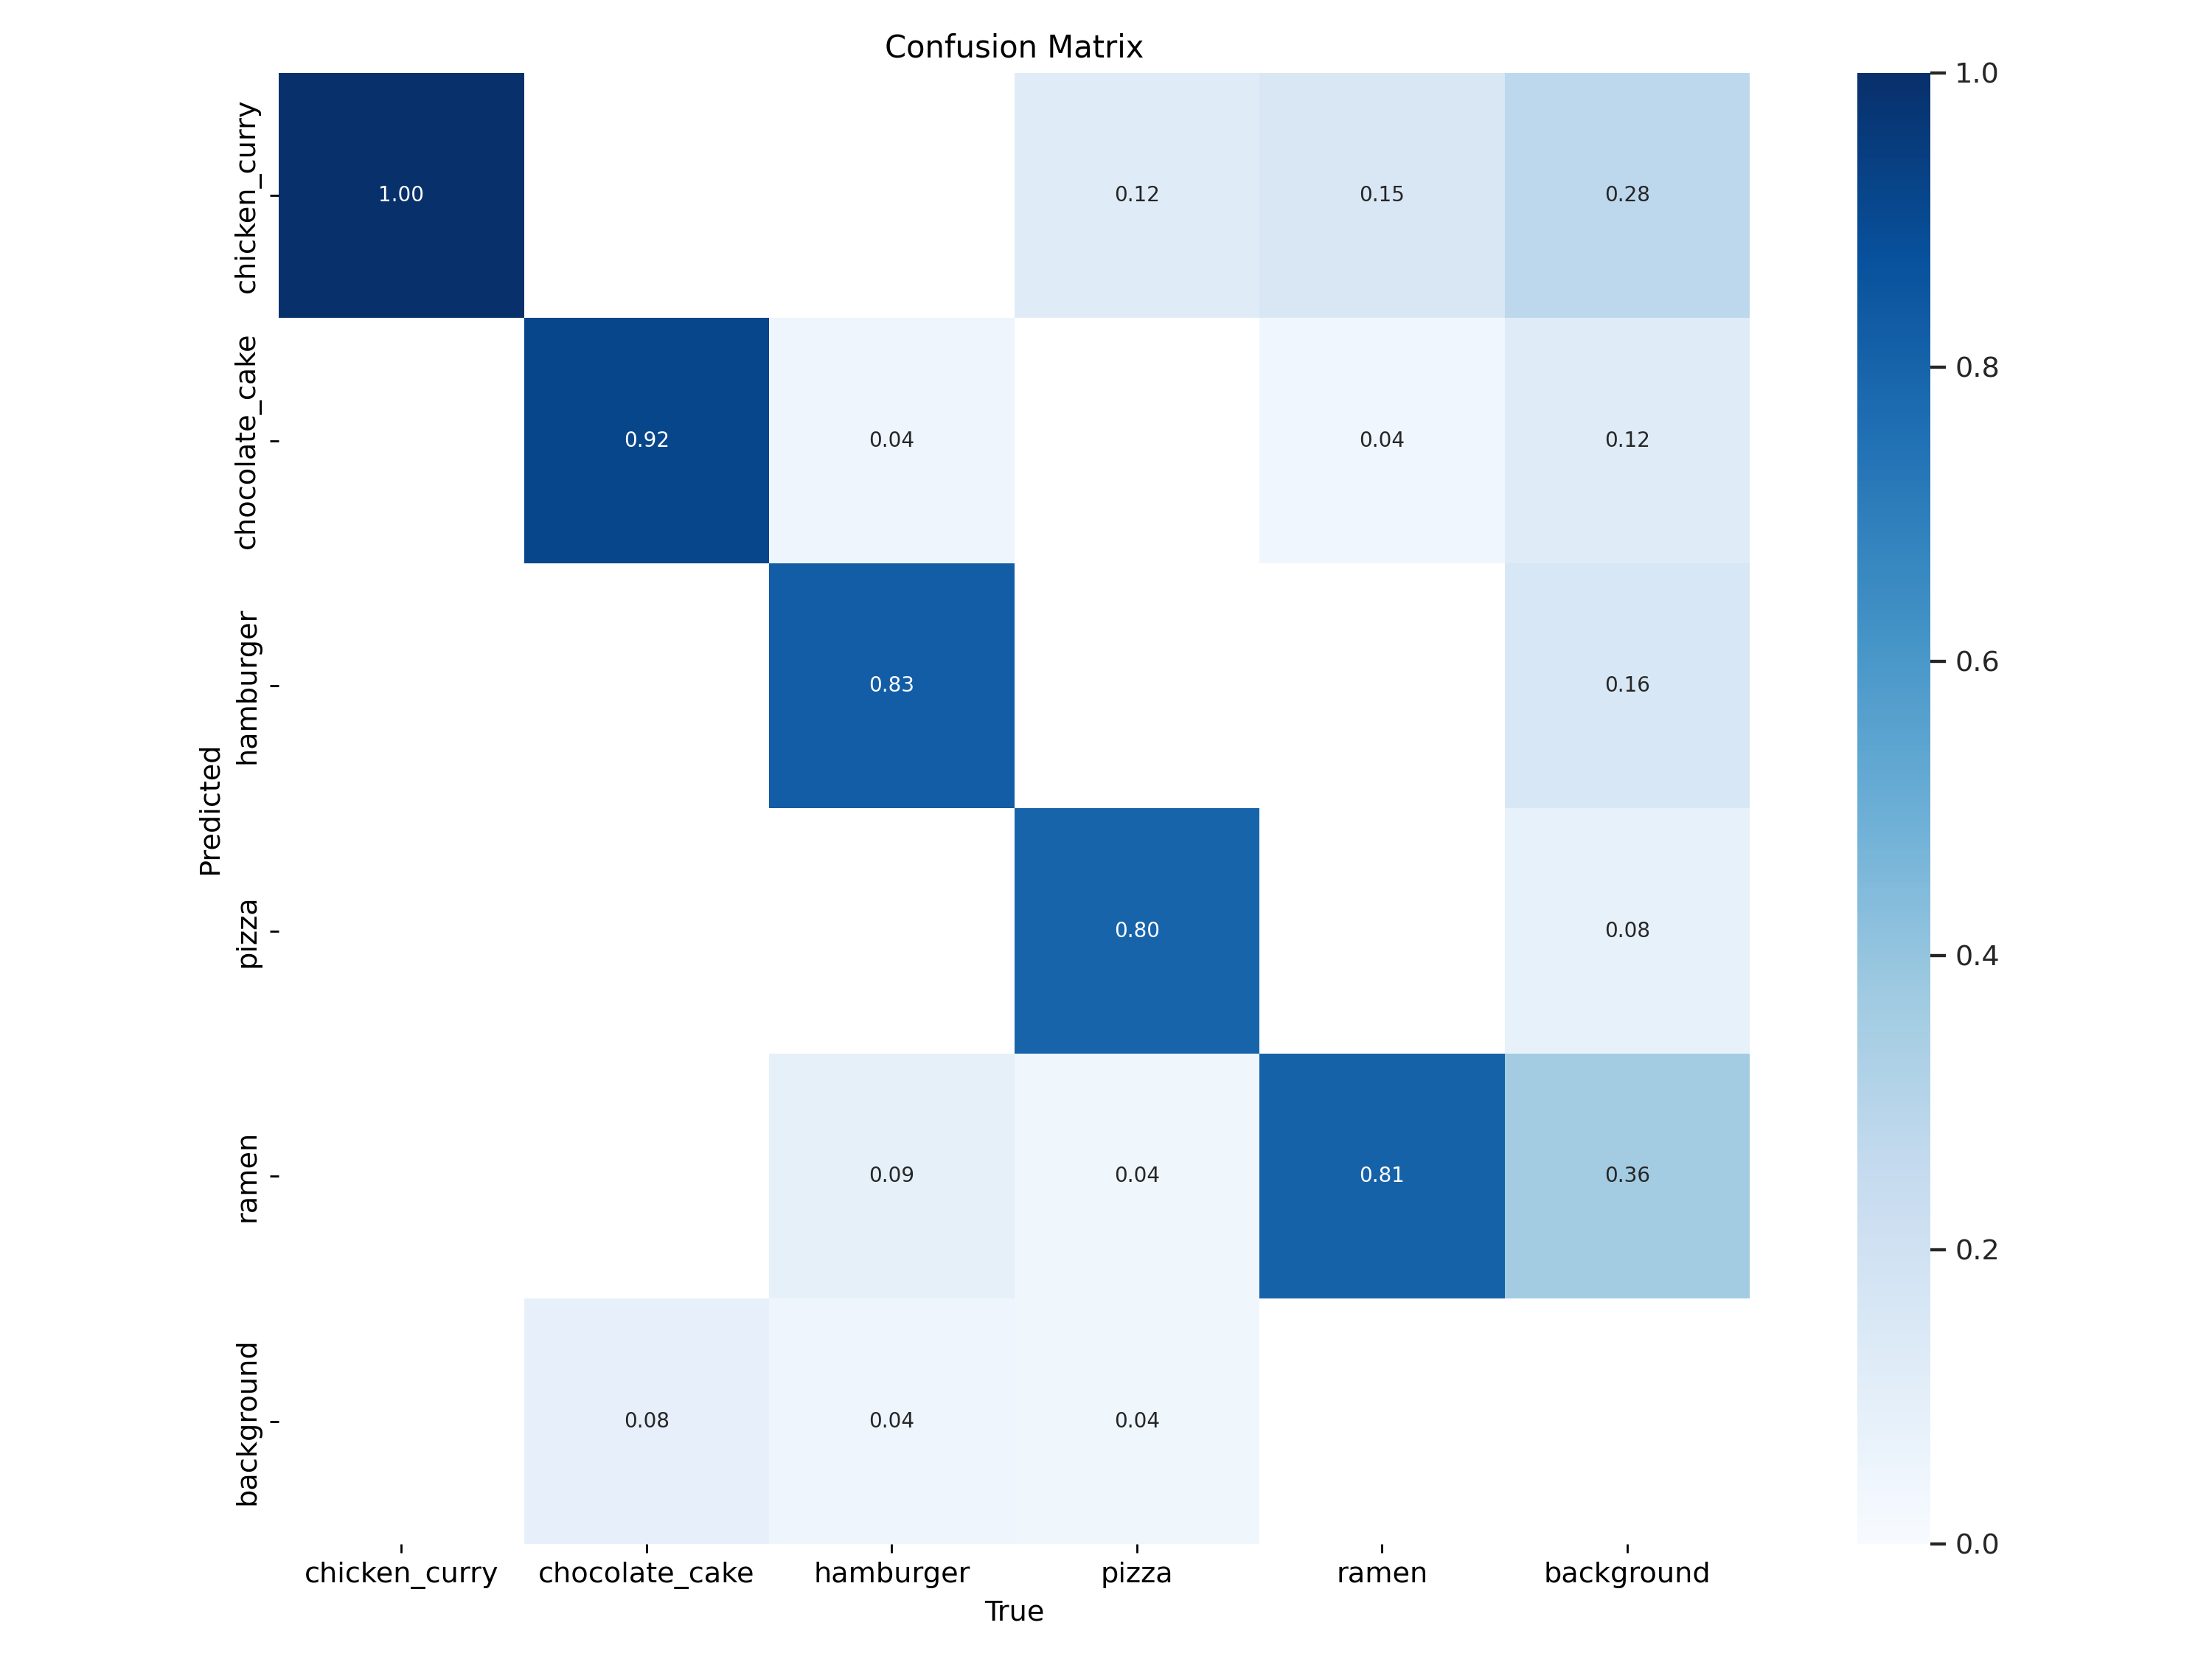 Confusion Matrix
chicken_curry
1.00
0.12
0.15
0.28
chocolate_cake
0.92
0.04
0.04
0.12
hamburger
0.83
0.16
pizza
0.80
0.08
ramen
0.09
0.04
0.81
0.36
background
0.08
0.04
0.04
Predicted
chicken_curry
chocolate_cake
hamburger
pizza
ramen
background
True
1.0
0.8
0.6
0.4
0.2
0.0